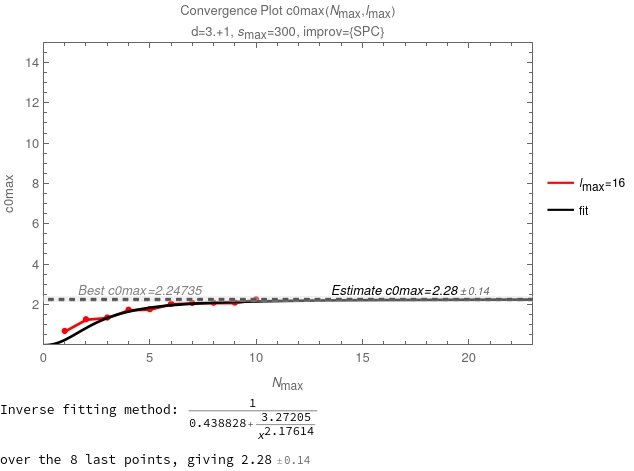 Convergence Plot c0max(Nmax,lmax)
d=3.+1, smax=300, improv={SPC}
14
12
10
8
6
4
2
c0max
Best c0max=2.24735
Estimate c0max=2.28 ±0.14
0 5 10 15 20
Nmax
lmax=16
fit
Inverse fitting method: 1
0.438828+ 3.27205
x2.17614
over the 8 last points, giving 2.28 ±0.14